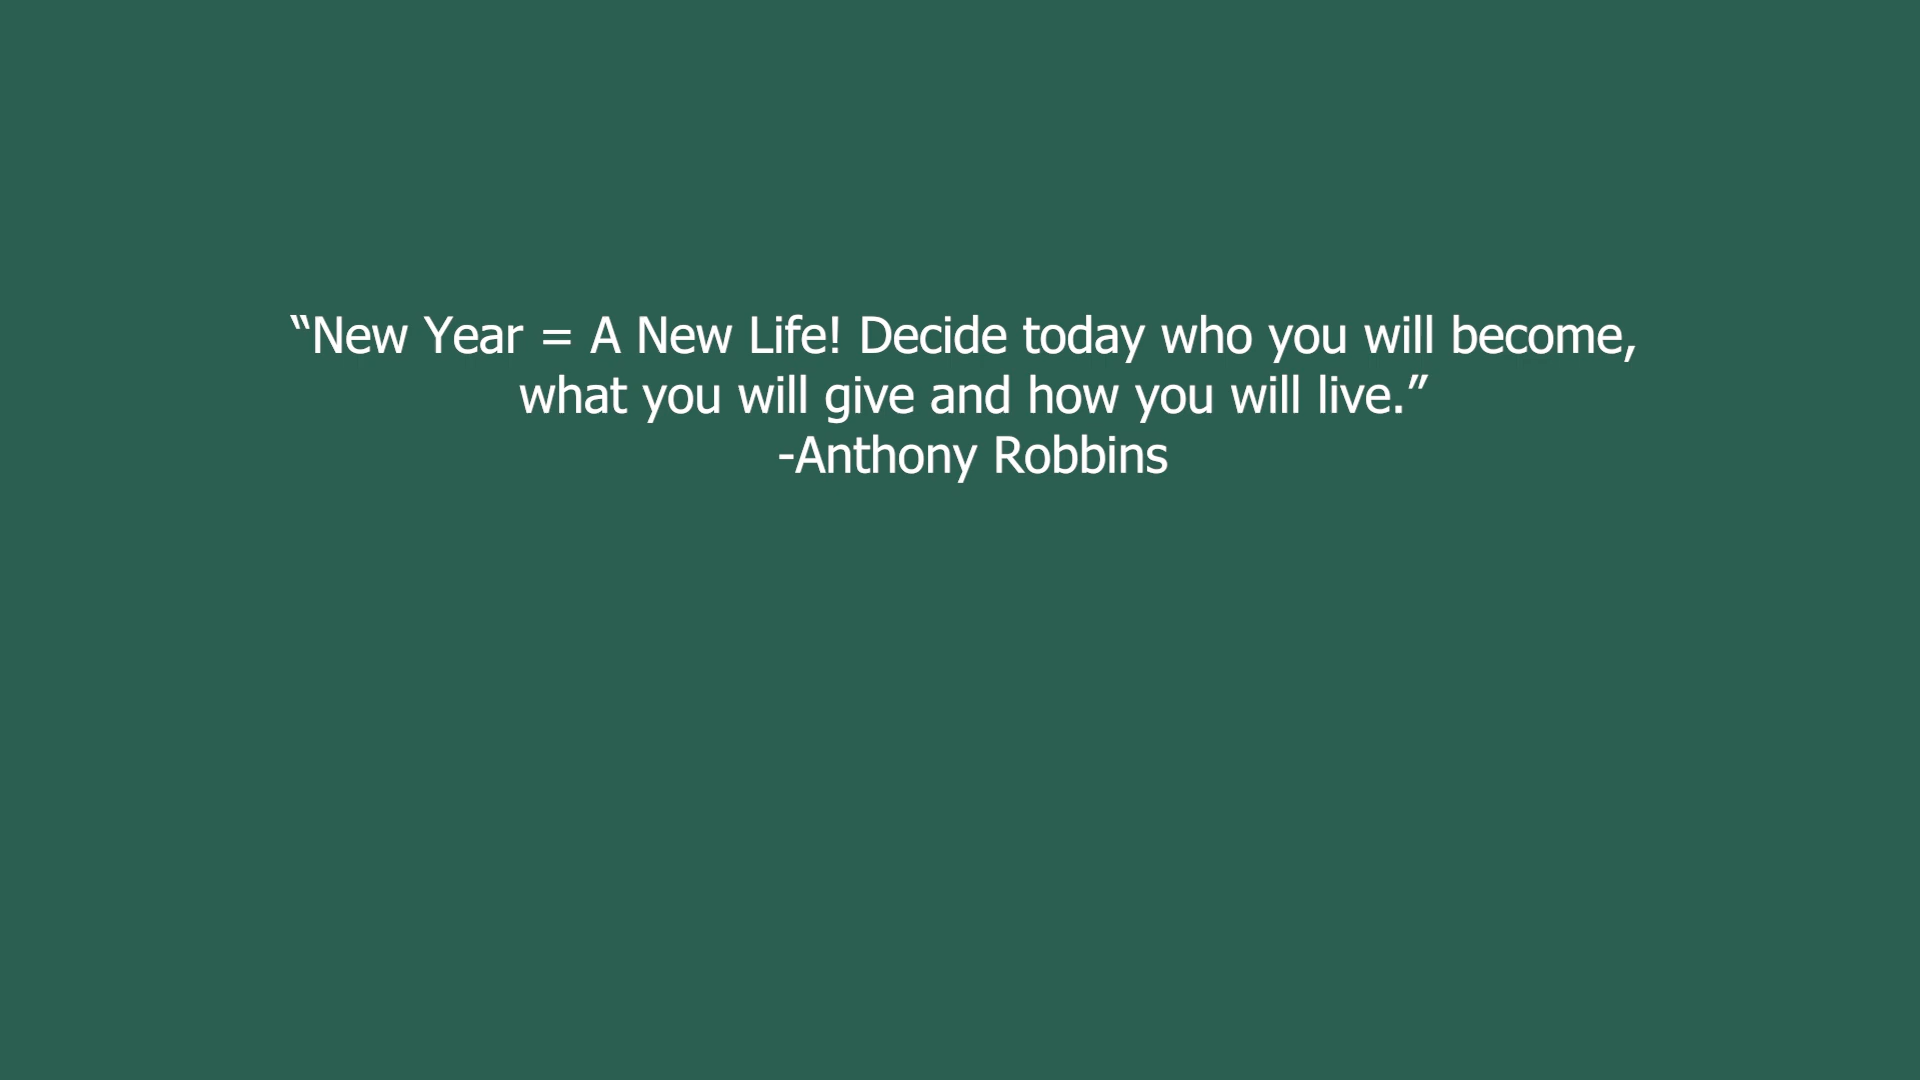 “New Year = A New Life! Decide today who you will become,
what you will give and how you will live.”
-Anthony Robbins